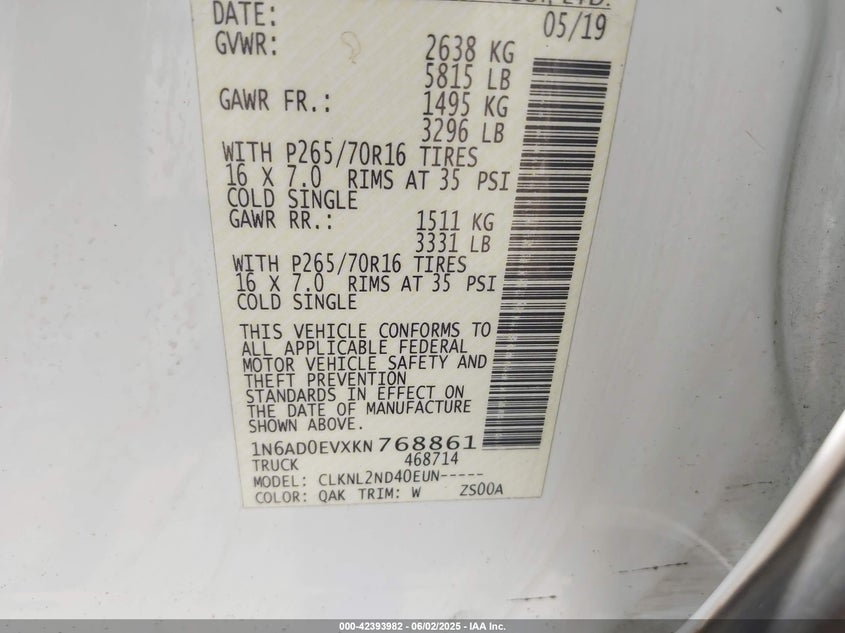 LTD.
DATE: 05/19
GVWR: 2638 KG
5815 LB
GAWR FR.: 1495 KG
3296 LB
WITH P265/70R16 TIRES
16 X 7.0 RIMS AT 35 PSI
COLD SINGLE
GAWR RR.: 1511 KG
3331 LB
WITH P265/70R16 TIRES
16 X 7.0 RIMS AT 35 PSI
COLD SINGLE
THIS VEHICLE CONFORMS TO
ALL APPLICABLE FEDERAL
MOTOR VEHICLE SAFETY AND
THEFT PREVENTION
STANDARDS IN EFFECT ON
THE DATE OF MANUFACTURE
SHOWN ABOVE.
1N6AD0EVXKN768861
TRUCK 468714
MODEL: CLKNL2ND40EUN-----
COLOR: QAK TRIM: W ZS00A
000-42393982 - 06/02/2025 - IAA Inc.